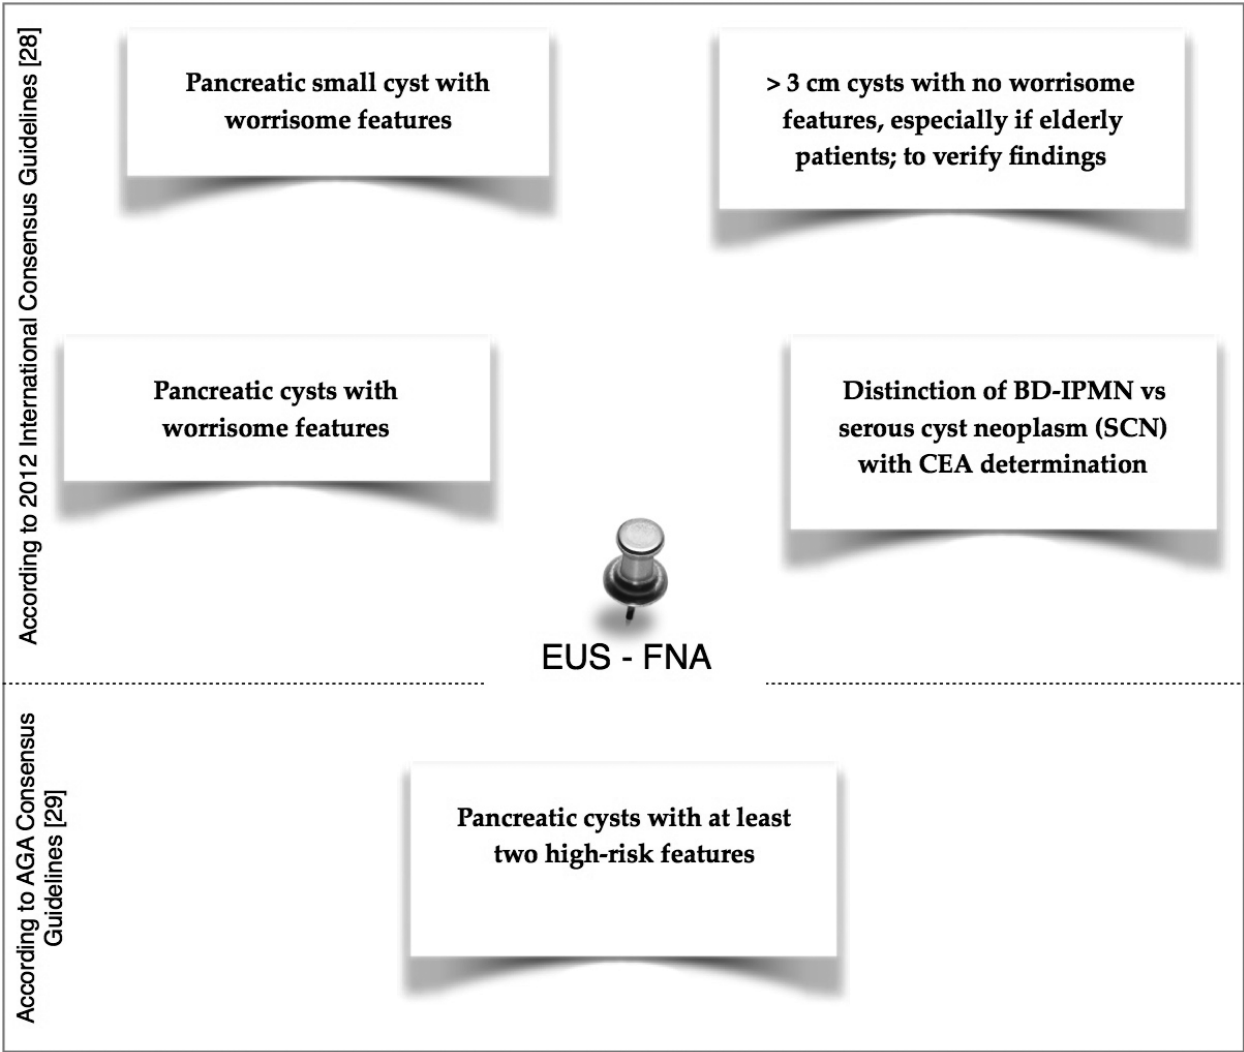 According to 2012 International Consensus Guidelines [28]
Pancreatic small cyst with
worrisome features
> 3 cm cysts with no worrisome
features, especially if elderly
patients; to verify findings
Pancreatic cysts with
worrisome features
Distinction of BD-IPMN vs
serous cyst neoplasm (SCN)
with CEA determination
EUS - FNA
According to AGA Consensus
Guidelines [29]
Pancreatic cysts with at least
two high-risk features